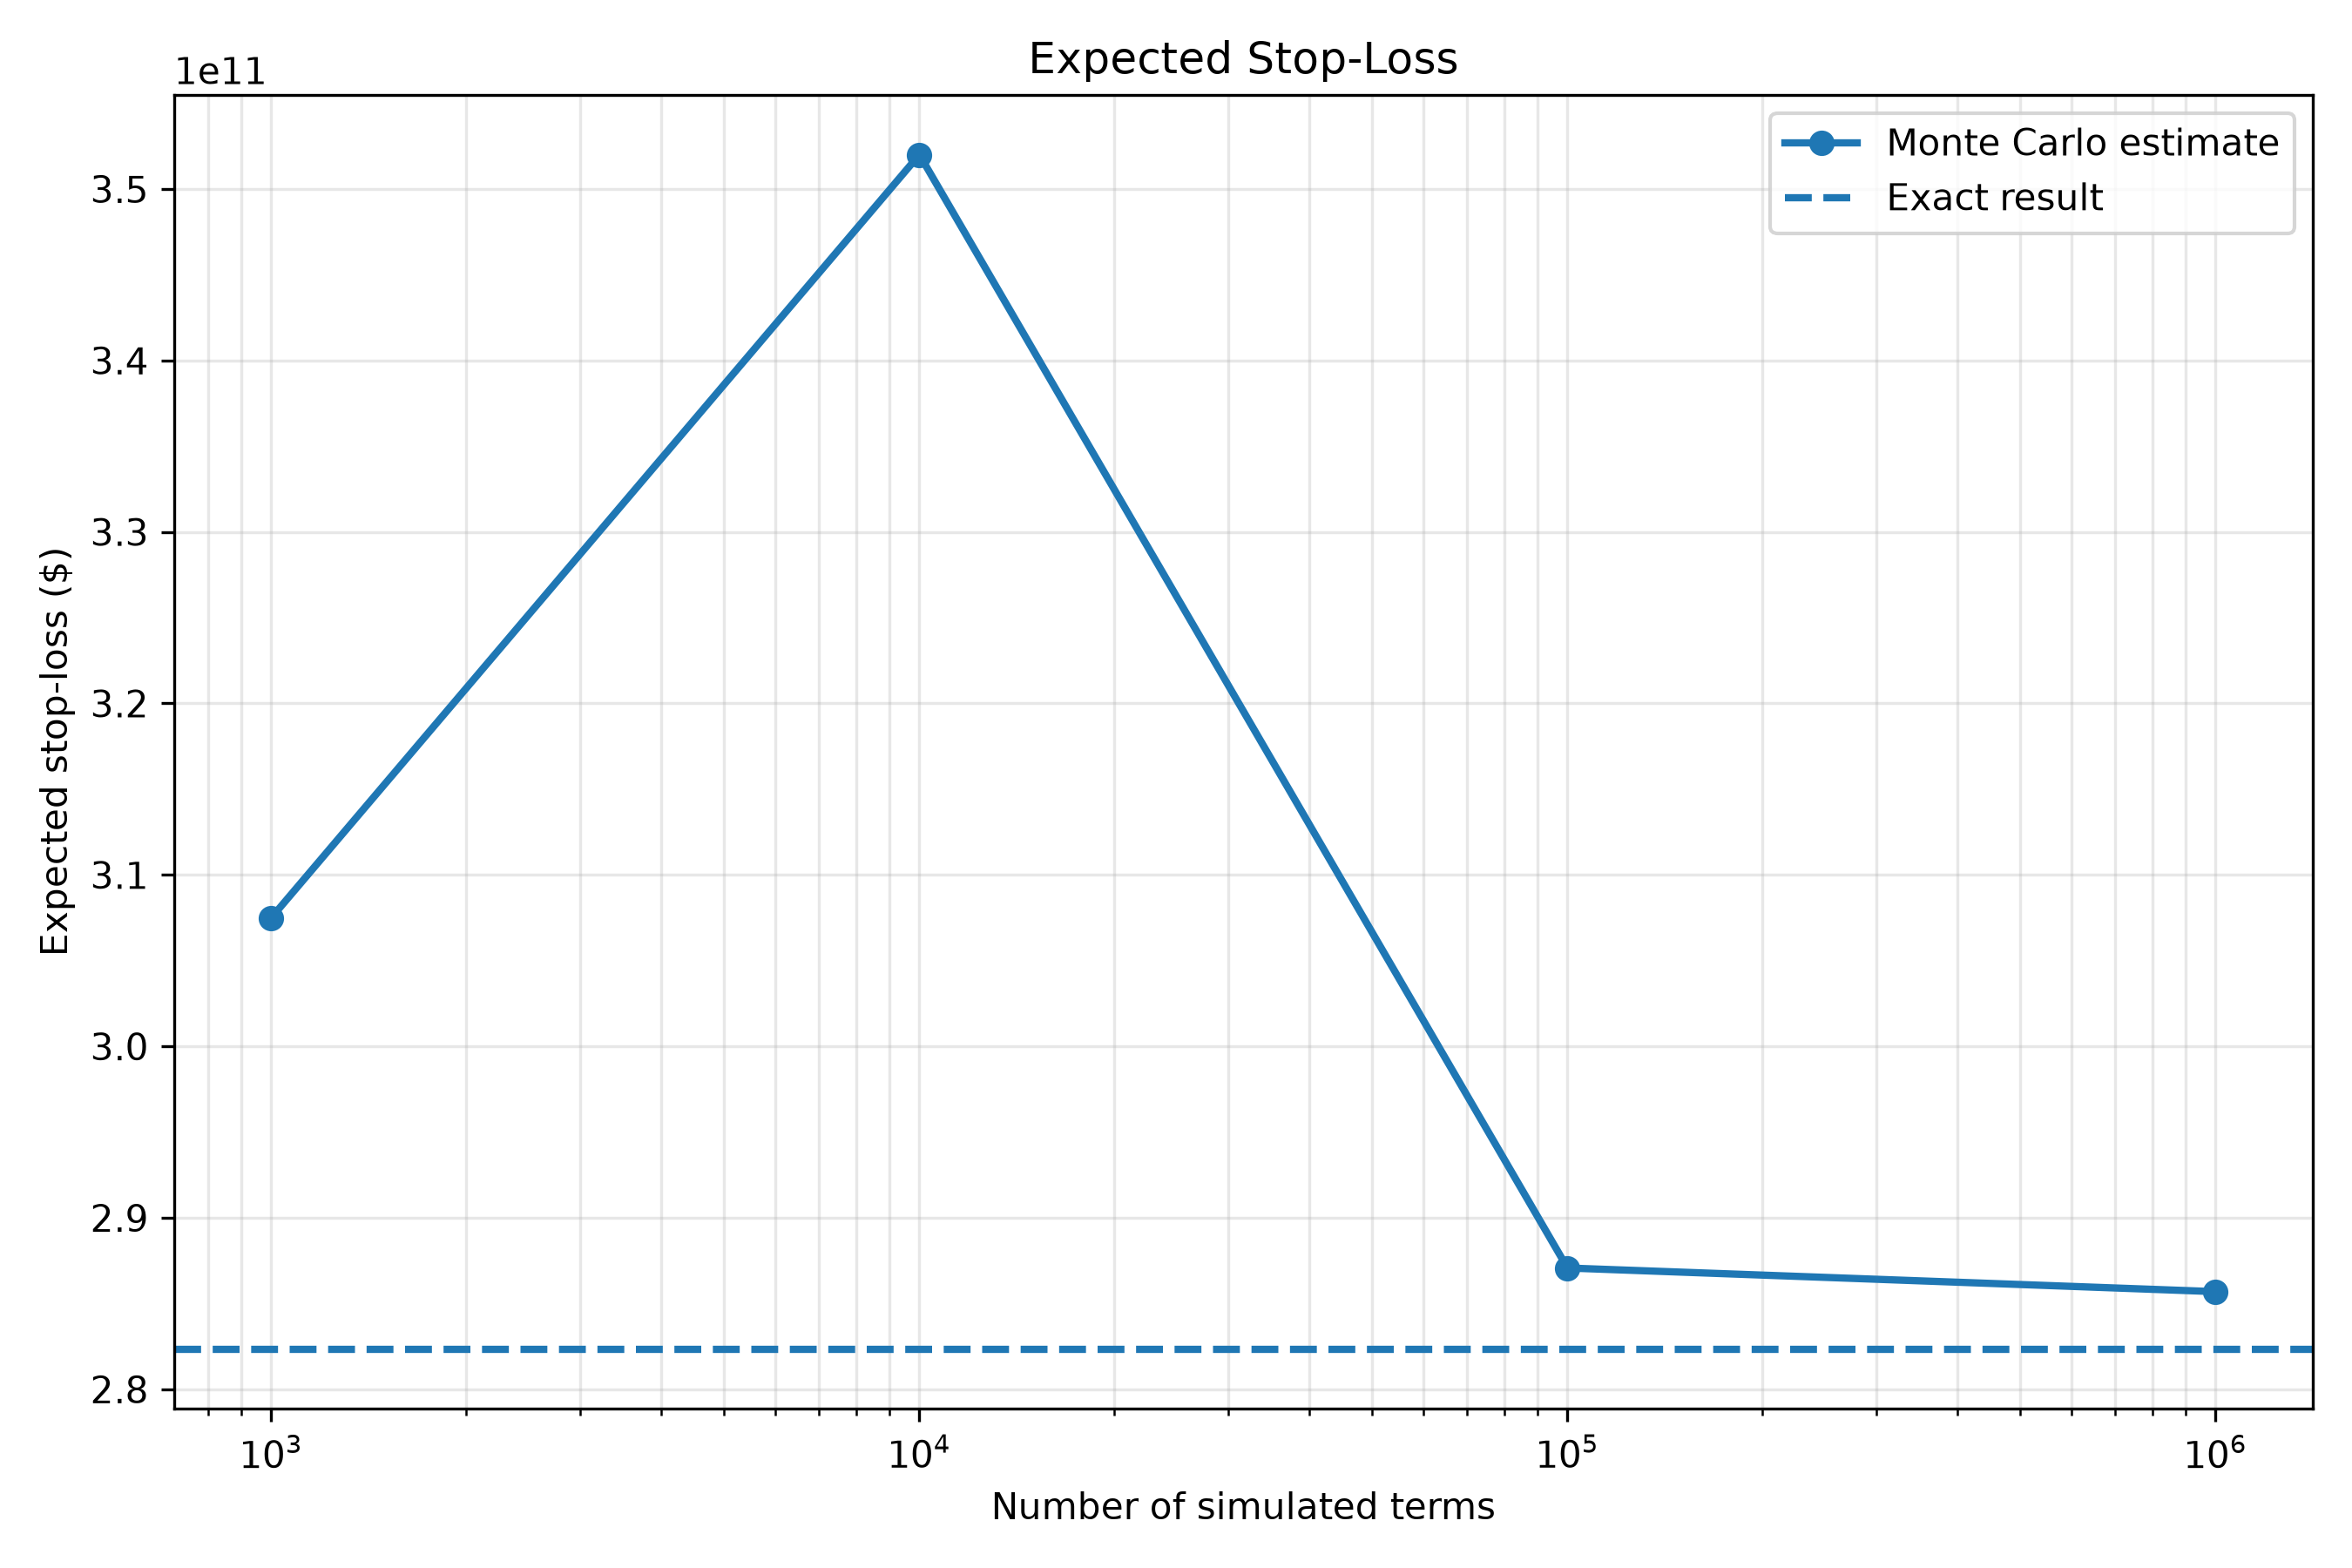 Expected Stop-Loss
1e11
Monte Carlo estimate
Exact result
3.5
3.4
3.3
3.2
3.1
3.0
2.9
2.8
Expected stop-loss ($)
10³
10⁴
10⁵
10⁶
Number of simulated terms